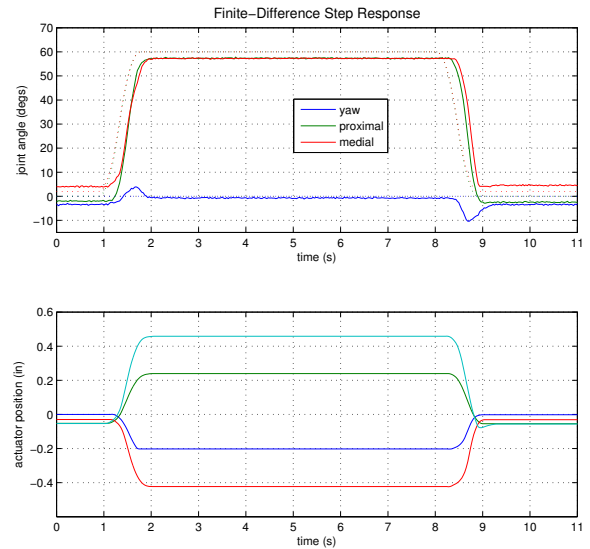 Finite−Difference Step Response
70
60
50
40
30
20
10
0
−10
joint angle (degs)
yaw
proximal
medial
0 1 2 3 4 5 6 7 8 9 10 11
time (s)
0.6
0.4
0.2
0
−0.2
−0.4
actuator position (in)
0 1 2 3 4 5 6 7 8 9 10 11
time (s)